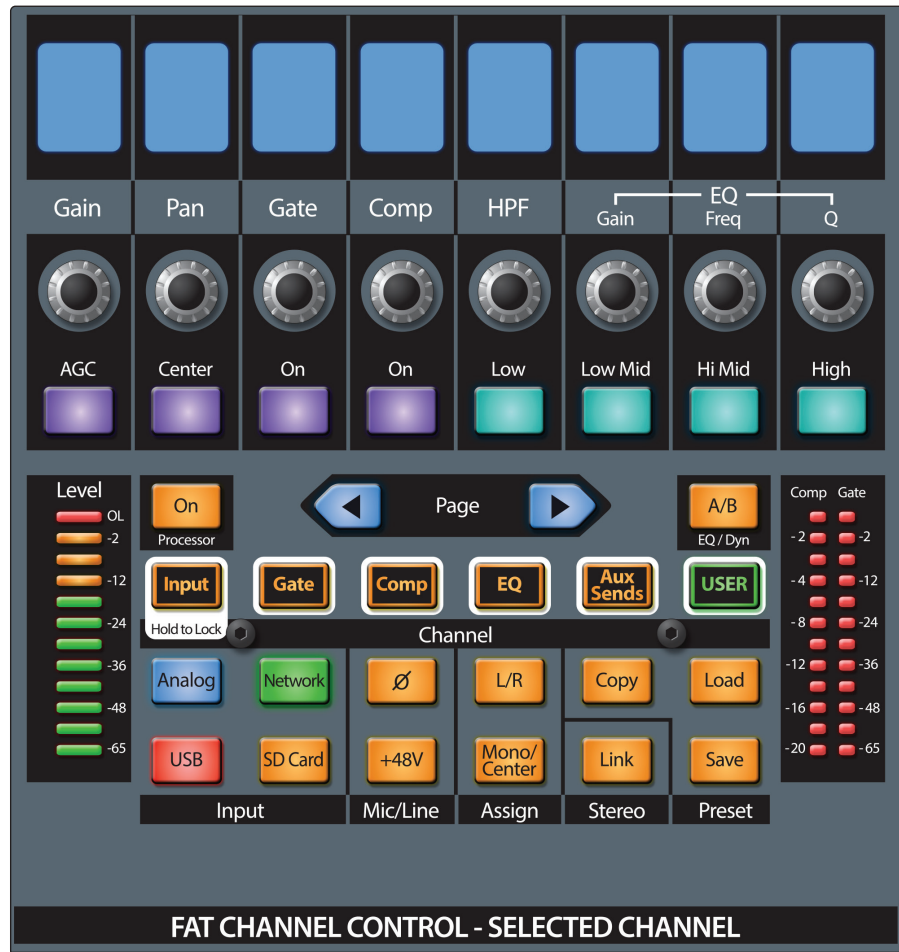 Gain Pan Gate Comp HPF EQ
Gain Freq Q
AGC Center On On Low Low Mid Hi Mid High
Level On Page A/B Comp Gate
OL
Processor EQ / Dyn
-2 -2 -2
Input Gate Comp EQ Aux Sends USER
-12 -4 -12
Hold to Lock Channel
-24 -8 -24
Analog Network Ø L/R Copy Load
-36 -12 -36
-48 -16 -48
USB SD Card +48V Mono/Center Link Save
-65 -20 -65
Input Mic/Line Assign Stereo Preset
FAT CHANNEL CONTROL - SELECTED CHANNEL